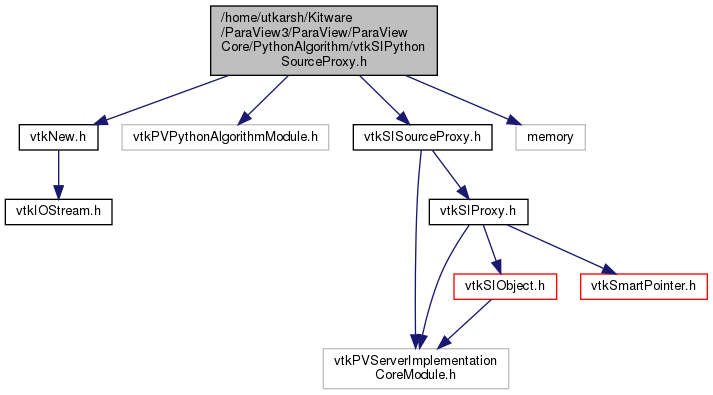 /home/utkarsh/Kitware
/ParaView3/ParaView/ParaView
Core/PythonAlgorithm/vtkSIPython
SourceProxy.h
vtkNew.h
vtkPVPythonAlgorithmModule.h
vtkSISourceProxy.h
memory
vtkIOStream.h
vtkSIProxy.h
vtkSIObject.h
vtkSmartPointer.h
vtkPVServerImplementation
CoreModule.h